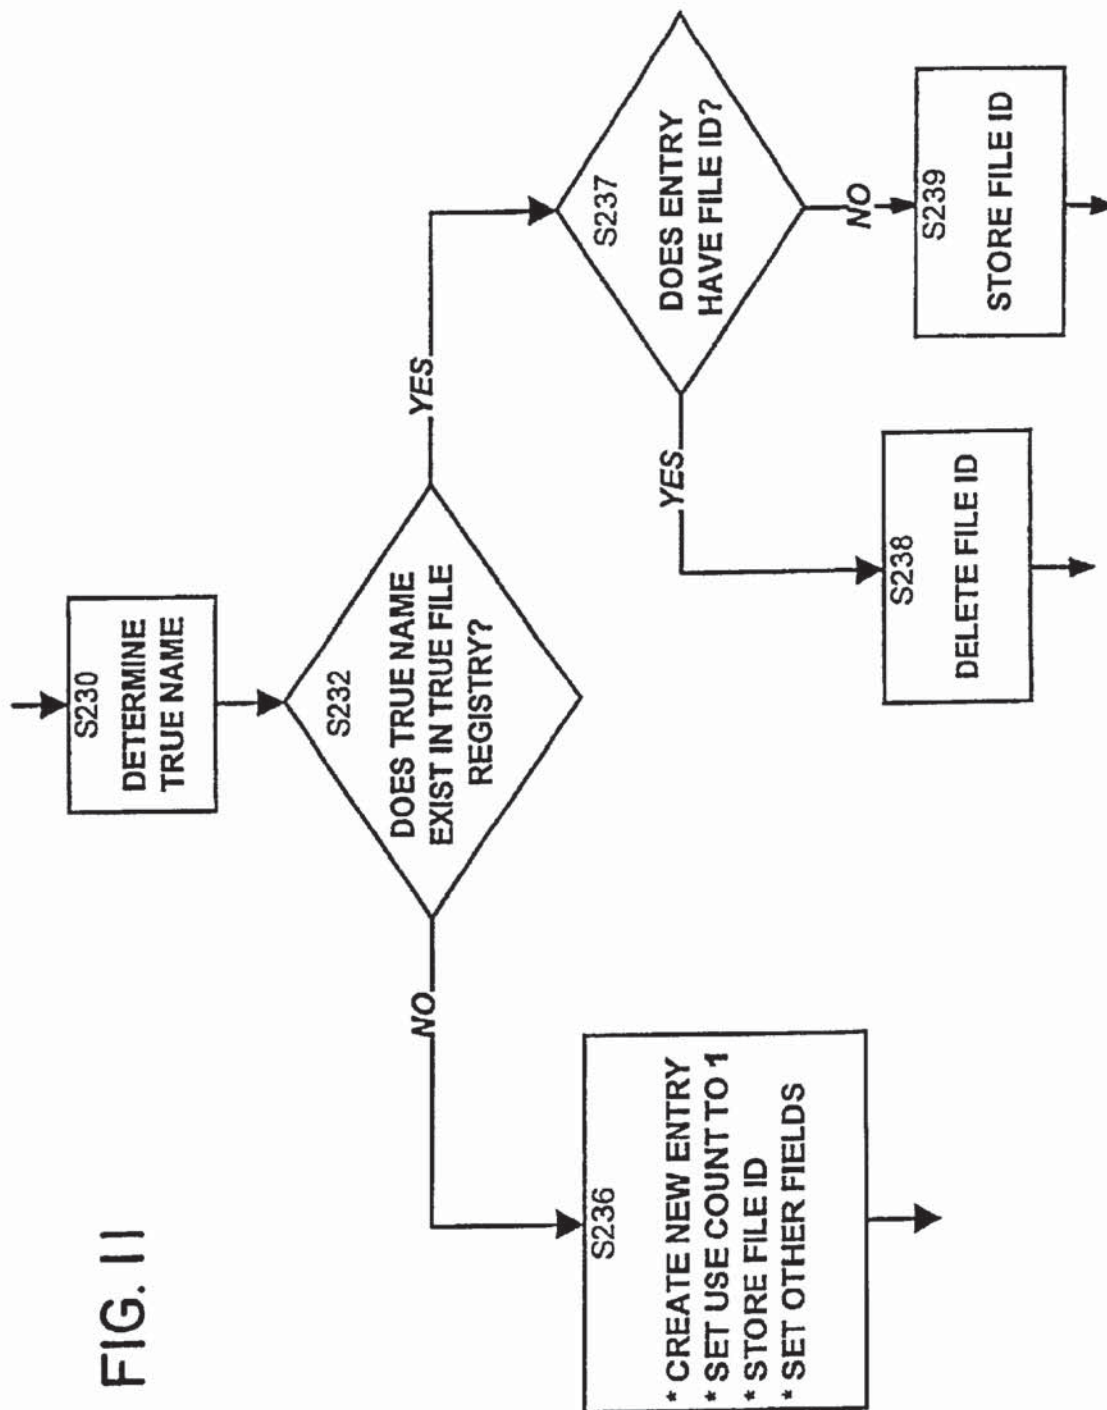 FIG. 11
S230
DETERMINE
TRUE NAME
S232
DOES TRUE NAME
EXIST IN TRUE FILE
REGISTRY?
NO
YES
S236
* CREATE NEW ENTRY
* SET USE COUNT TO 1
* STORE FILE ID
* SET OTHER FIELDS
S237
DOES ENTRY
HAVE FILE ID?
YES
NO
S238
DELETE FILE ID
S239
STORE FILE ID